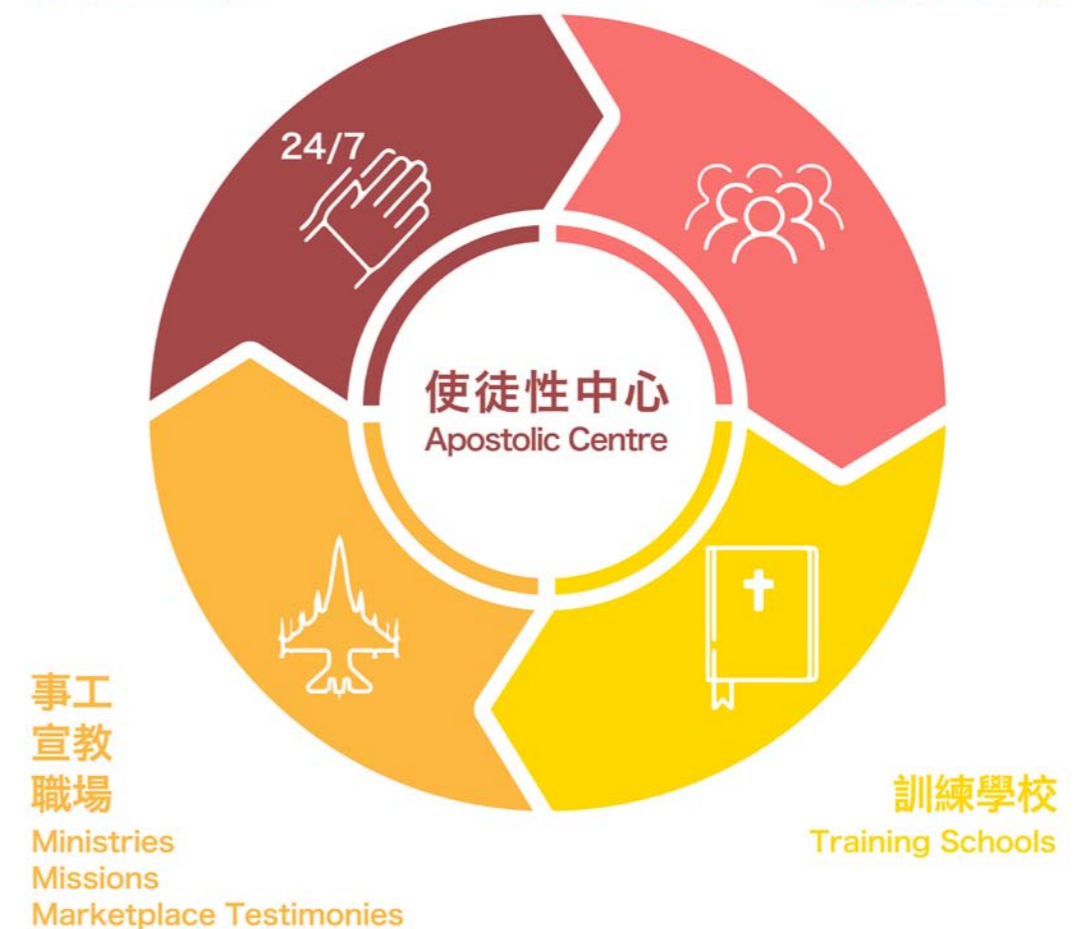 24/7
使徒性中心
Apostolic Centre
事工
宣教
職場
Ministries
Missions
Marketplace Testimonies
訓練學校
Training Schools